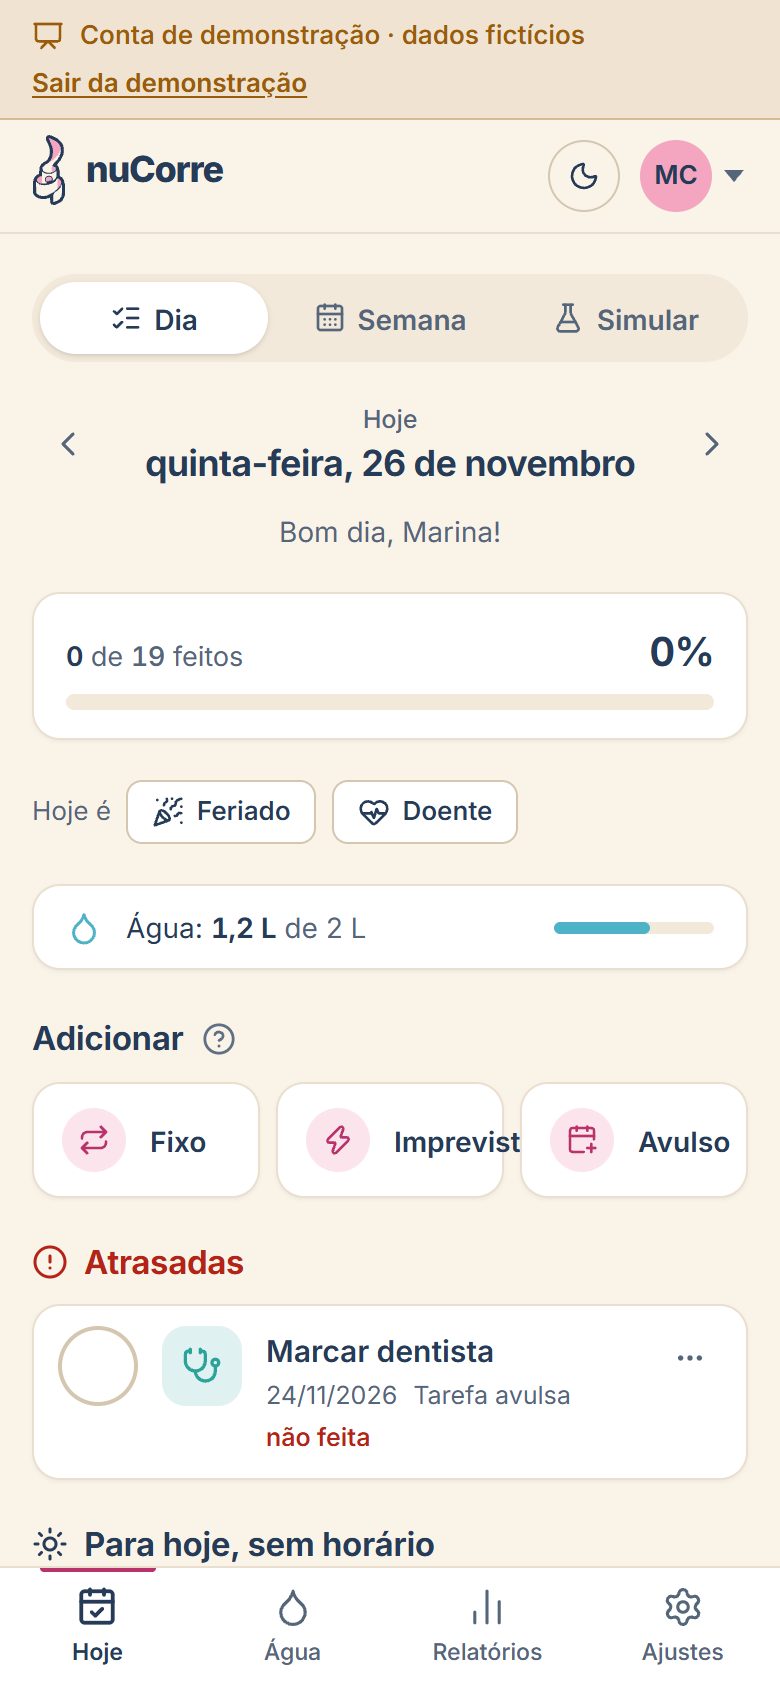 Conta de demonstração · dados fictícios
Sair da demonstração
nuCorre
MC
Dia
Semana
Simular
Hoje
quinta-feira, 26 de novembro
Bom dia, Marina!
0 de 19 feitos
0%
Hoje é
Feriado
Doente
Água: 1,2 L de 2 L
Adicionar
Fixo
Imprevist
Avulso
Atrasadas
Marcar dentista
24/11/2026 Tarefa avulsa
não feita
Para hoje, sem horário
Hoje
Água
Relatórios
Ajustes